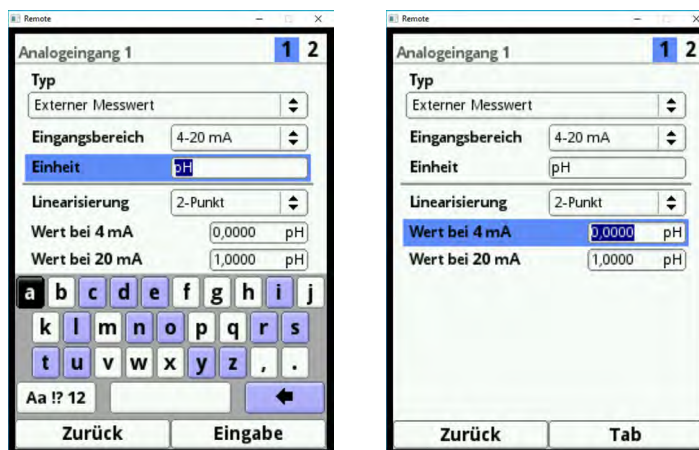 Remote
Analogeingang 1 1 2
Typ
Externer Messwert
Eingangsbereich 4-20 mA
Einheit pH
Linearisierung 2-Punkt
Wert bei 4 mA 0,0000 pH
Wert bei 20 mA 1,0000 pH
a b c d e f g h i j
k l m n o p q r s
t u v w x y z , .
Aa !? 12
Zurück Eingabe
Remote
Analogeingang 1 1 2
Typ
Externer Messwert
Eingangsbereich 4-20 mA
Einheit pH
Linearisierung 2-Punkt
Wert bei 4 mA 0,0000 pH
Wert bei 20 mA 1,0000 pH
Zurück Tab